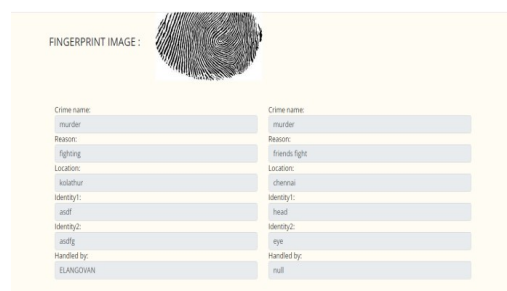 FINGERPRINT IMAGE :
Crime name:
murder
Reason:
fighting
Location:
kolathur
Identity1:
asdf
Identity2:
asdfg
Handled by:
ELANGOVAN
Crime name:
murder
Reason:
friends fight
Location:
chennai
Identity1:
head
Identity2:
eye
Handled by:
null